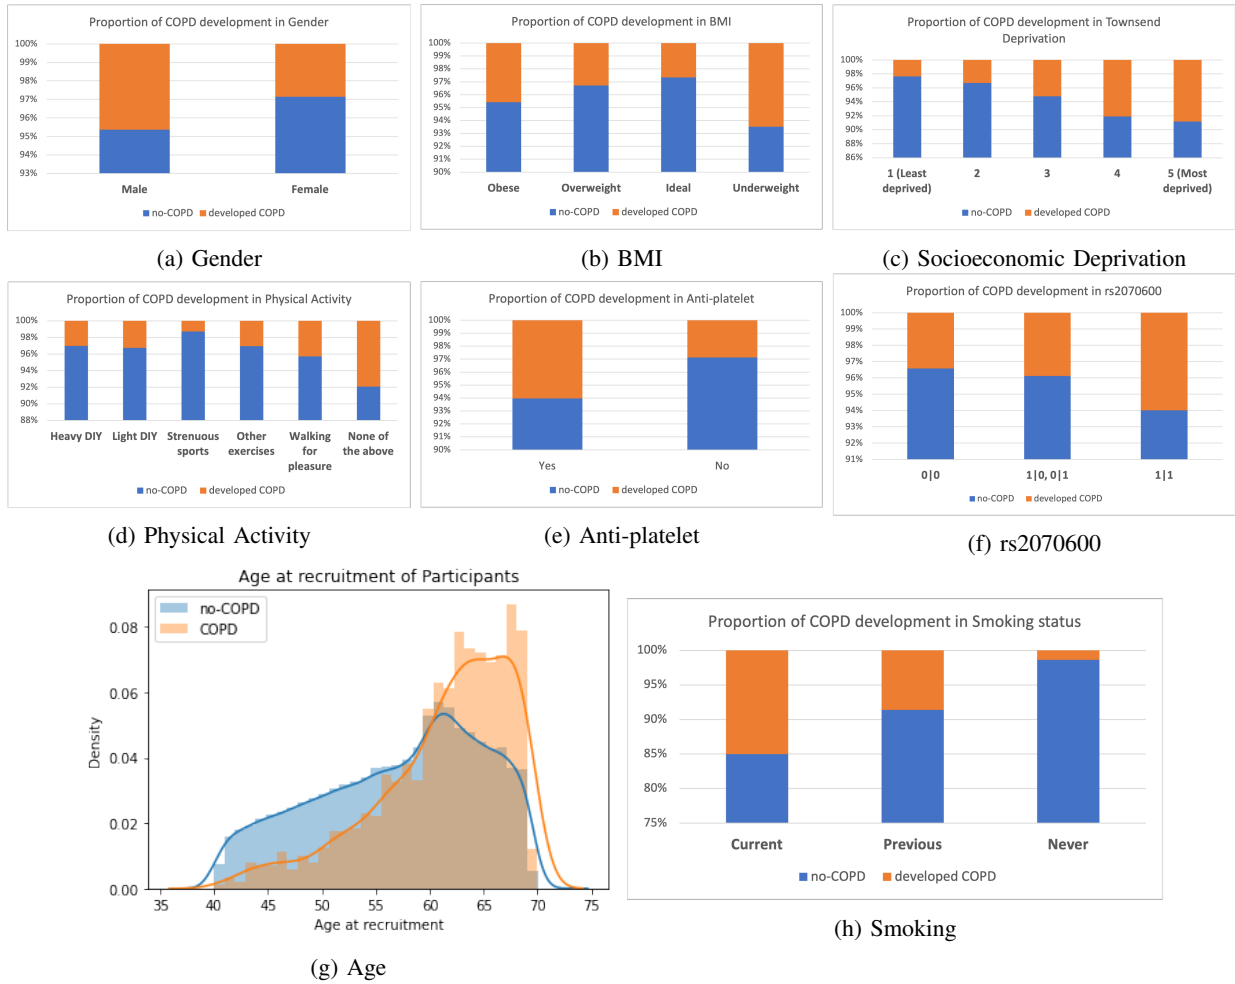 Proportion of COPD development in Gender
100%
99%
98%
97%
96%
95%
94%
93%
Male
Female
no-COPD
developed COPD
(a) Gender
Proportion of COPD development in BMI
100%
99%
98%
97%
96%
95%
94%
93%
92%
91%
90%
Obese
Overweight
Ideal
Underweight
no-COPD
developed COPD
(b) BMI
Proportion of COPD development in Townsend
Deprivation
100%
98%
96%
94%
92%
90%
88%
86%
1 (Least
deprived)
2
3
4
5 (Most
deprived)
no-COPD
developed COPD
(c) Socioeconomic Deprivation
Proportion of COPD development in Physical Activity
100%
98%
96%
94%
92%
90%
88%
Heavy DIY
Light DIY
Strenuous
sports
Other
exercises
Walking
for
pleasure
None of
the above
no-COPD
developed COPD
(d) Physical Activity
Proportion of COPD development in Anti-platelet
100%
99%
98%
97%
96%
95%
94%
93%
92%
91%
90%
Yes
No
no-COPD
developed COPD
(e) Anti-platelet
Proportion of COPD development in rs2070600
100%
99%
98%
97%
96%
95%
94%
93%
92%
91%
0|0
1|0, 0|1
1|1
no-COPD
developed COPD
(f) rs2070600
Age at recruitment of Participants
no-COPD
COPD
Density
0.08
0.06
0.04
0.02
0.00
35
40
45
50
55
60
65
70
75
Age at recruitment
(g) Age
Proportion of COPD development in Smoking status
100%
95%
90%
85%
80%
75%
Current
Previous
Never
no-COPD
developed COPD
(h) Smoking